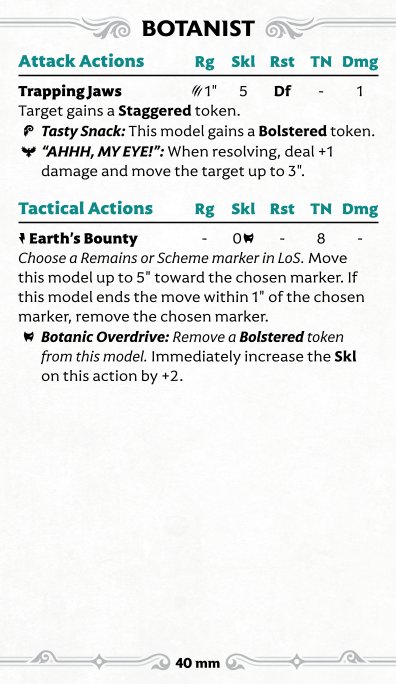 BOTANIST
Attack Actions Rg Skl Rst TN Dmg
Trapping Jaws 1" 5 Df - 1
Target gains a Staggered token.
Tasty Snack: This model gains a Bolstered token.
“AHHH, MY EYE!”: When resolving, deal +1
damage and move the target up to 3".
Tactical Actions Rg Skl Rst TN Dmg
Earth’s Bounty - 0 - 8 -
Choose a Remains or Scheme marker in LoS. Move
this model up to 5" toward the chosen marker. If
this model ends the move within 1" of the chosen
marker, remove the chosen marker.
Botanic Overdrive: Remove a Bolstered token
from this model. Immediately increase the Skl
on this action by +2.
40 mm